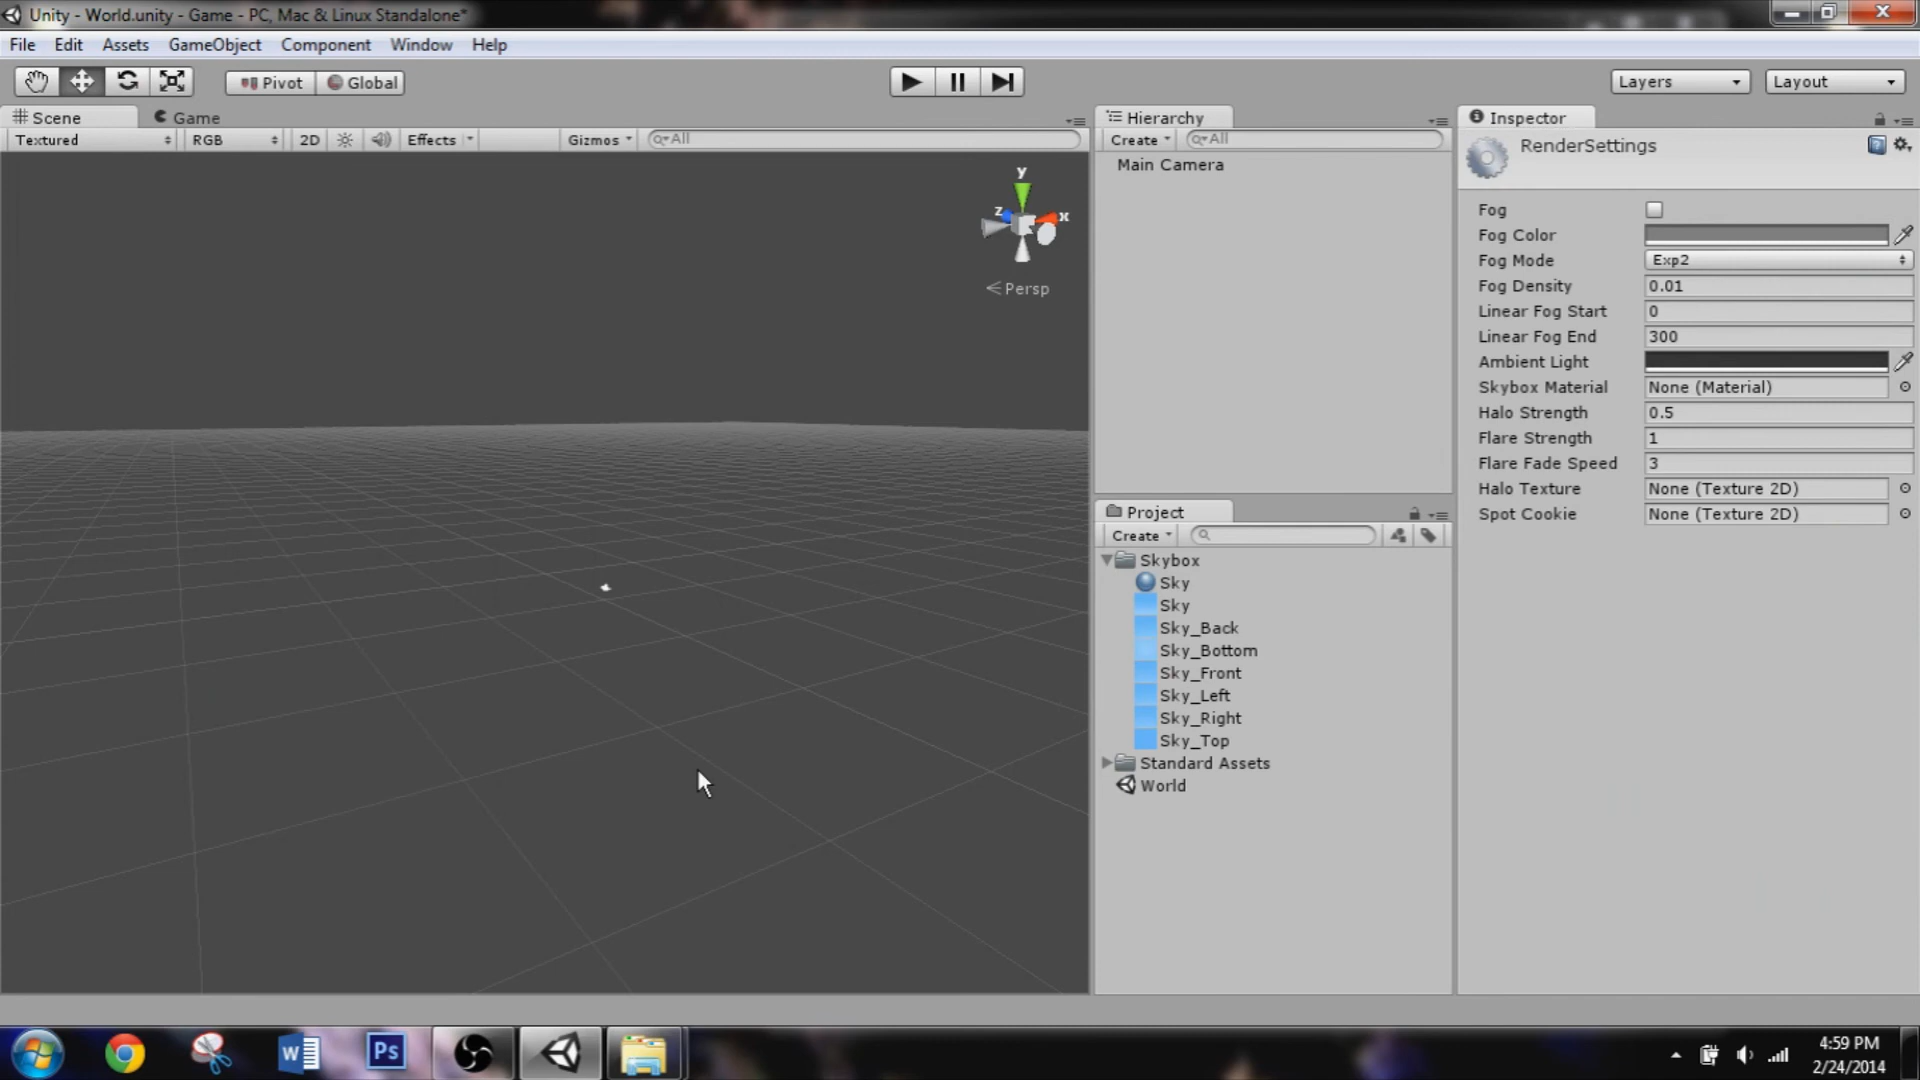 Unity - World.unity - Game - PC, Mac & Linux Standalone*
File Edit Assets GameObject Component Window Help
Pivot Global Layers Layout
Scene Game
Textured RGB 2D Effects Gizmos All
y
z x
Persp
Hierarchy
Create All
Main Camera
Project
Create
Skybox
Sky
Sky
Sky_Back
Sky_Bottom
Sky_Front
Sky_Left
Sky_Right
Sky_Top
Standard Assets
World
Inspector
RenderSettings
Fog
Fog Color
Fog Mode Exp2
Fog Density 0.01
Linear Fog Start 0
Linear Fog End 300
Ambient Light
Skybox Material None (Material)
Halo Strength 0.5
Flare Strength 1
Flare Fade Speed 3
Halo Texture None (Texture 2D)
Spot Cookie None (Texture 2D)
W Ps
4:59 PM
2/24/2014